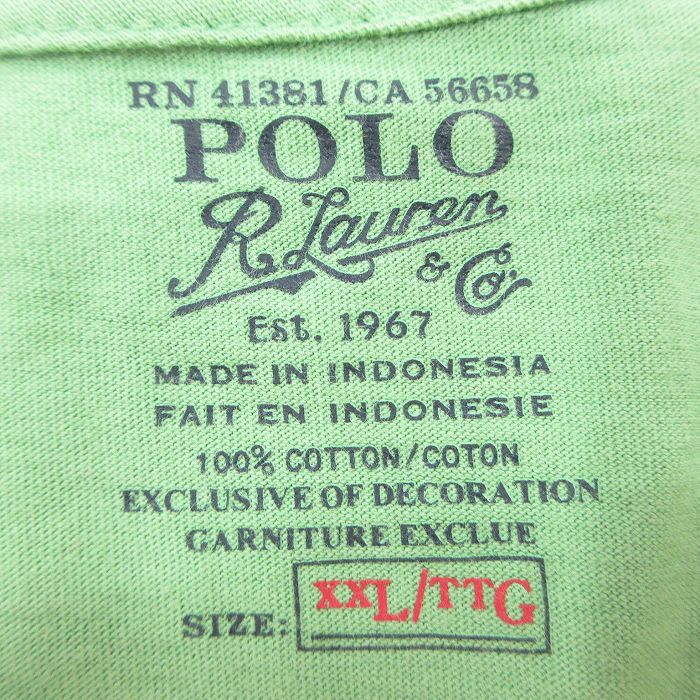 RN 41381/CA 56658
POLO
R. Lauren
& Co.
Est. 1967
MADE IN INDONESIA
FAIT EN INDONESIE
100% COTTON/COTON
EXCLUSIVE OF DECORATION
GARNITURE EXCLUE
SIZE: XXL/TTG